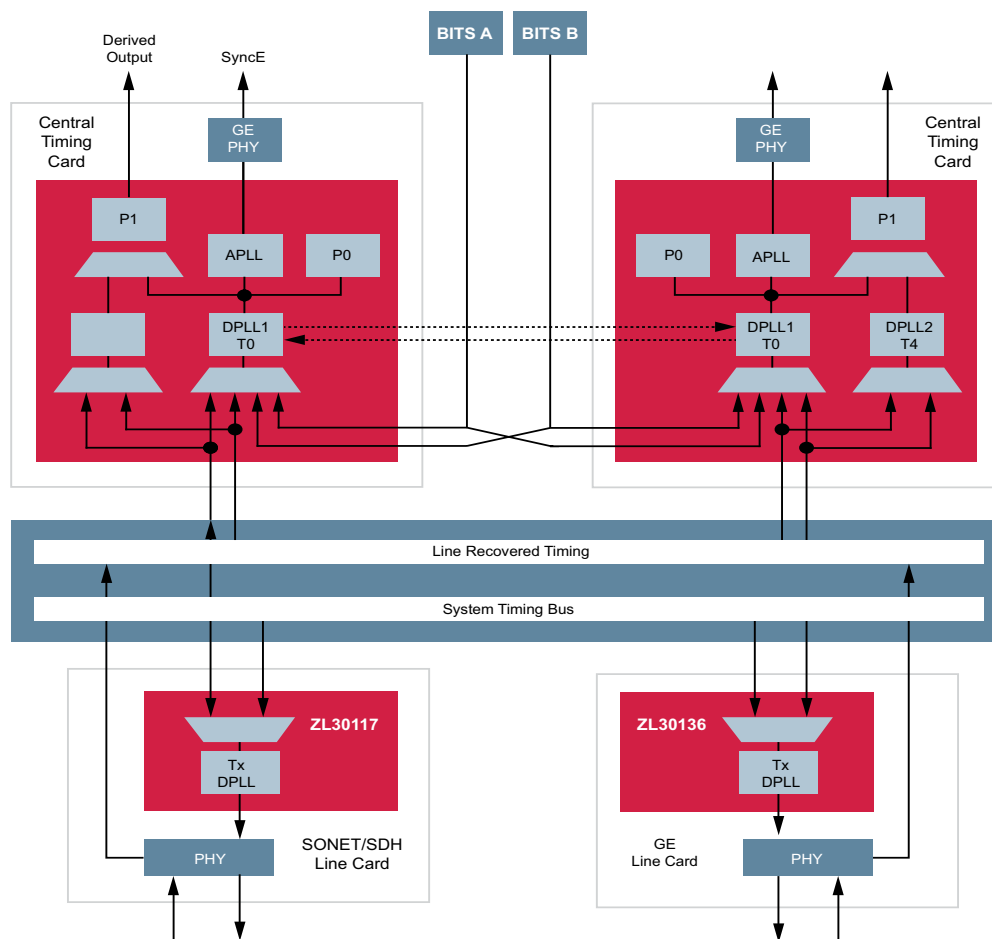 BITS A
BITS B
Derived
Output
SyncE
Central
Timing
Card
GE
PHY
GE
PHY
Central
Timing
Card
P1
APLL
P0
P0
APLL
P1
DPLL1
T0
DPLL1
T0
DPLL2
T4
Line Recovered Timing
System Timing Bus
ZL30117
ZL30136
Tx
DPLL
Tx
DPLL
PHY
SONET/SDH
Line Card
GE
Line Card
PHY